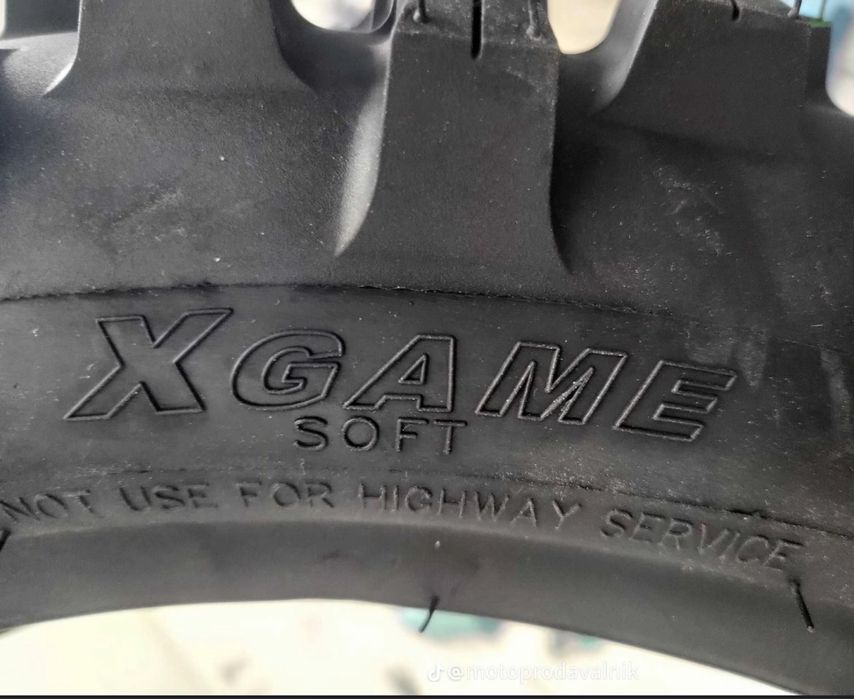 XGAME
SOFT
NOT USE FOR HIGHWAY SERVICE
@motoprodavalnik